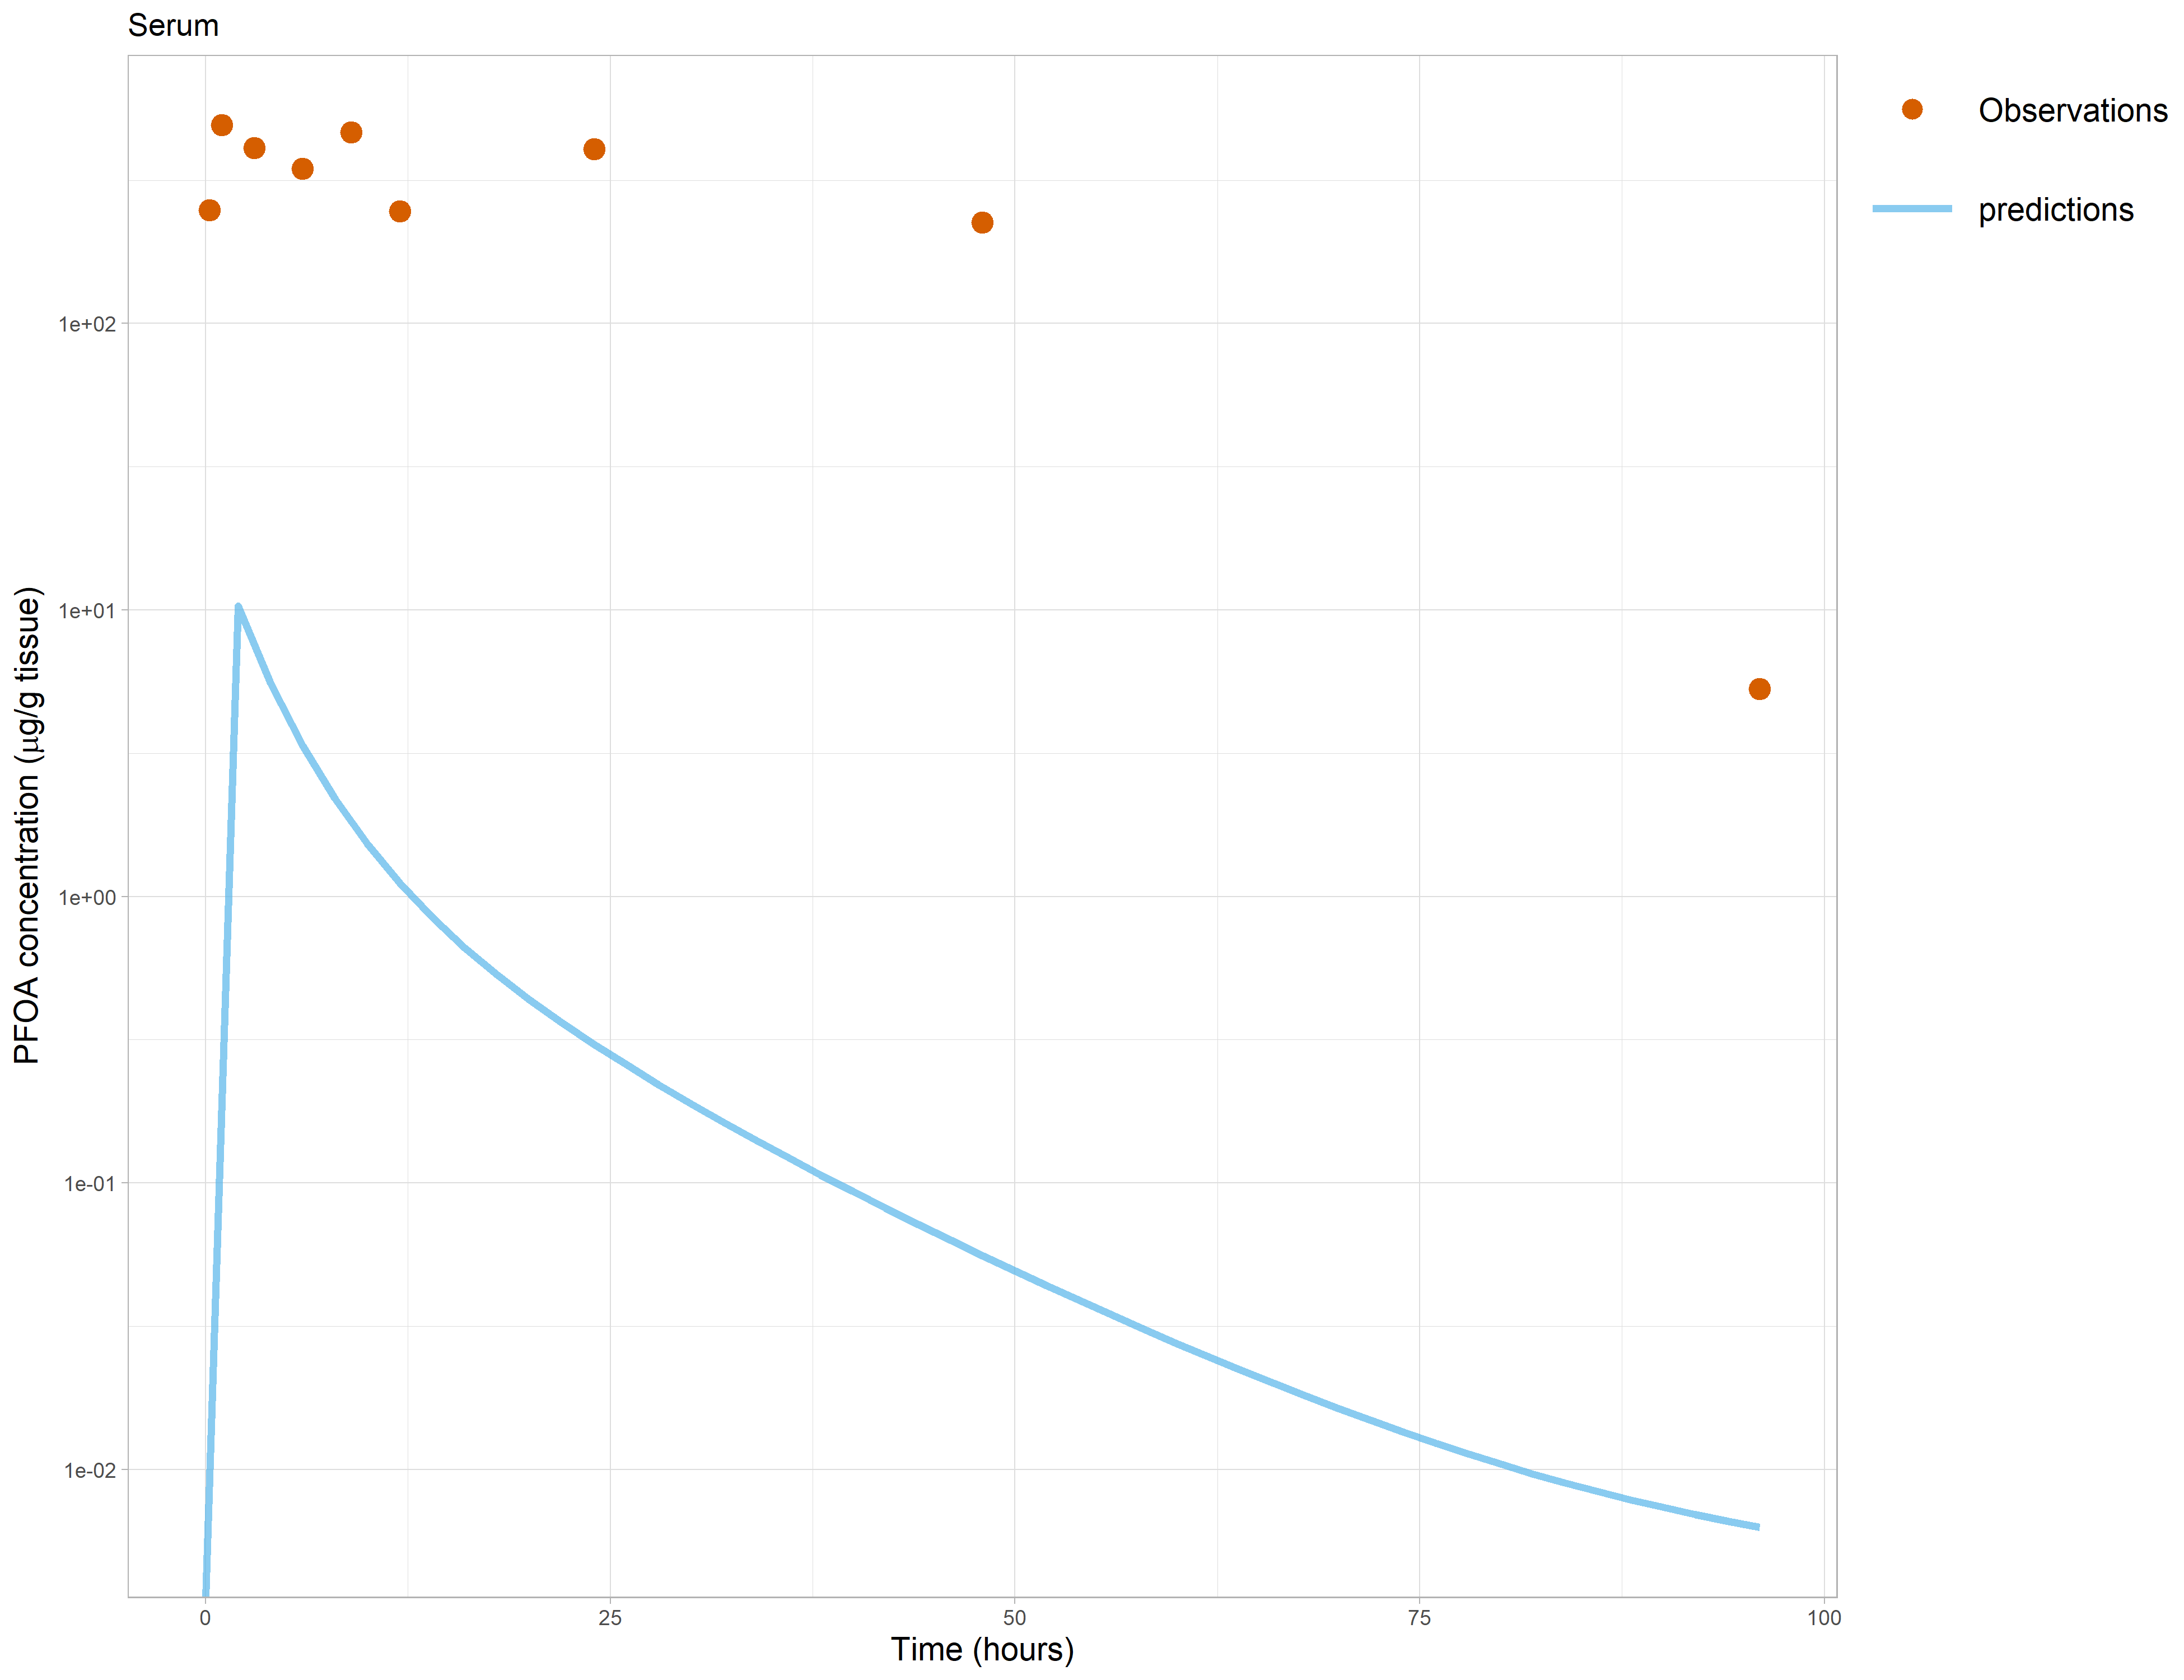 Serum
Observations
predictions
PFOA concentration (μg/g tissue)
1e+02
1e+01
1e+00
1e-01
1e-02
0 25 50 75 100
Time (hours)